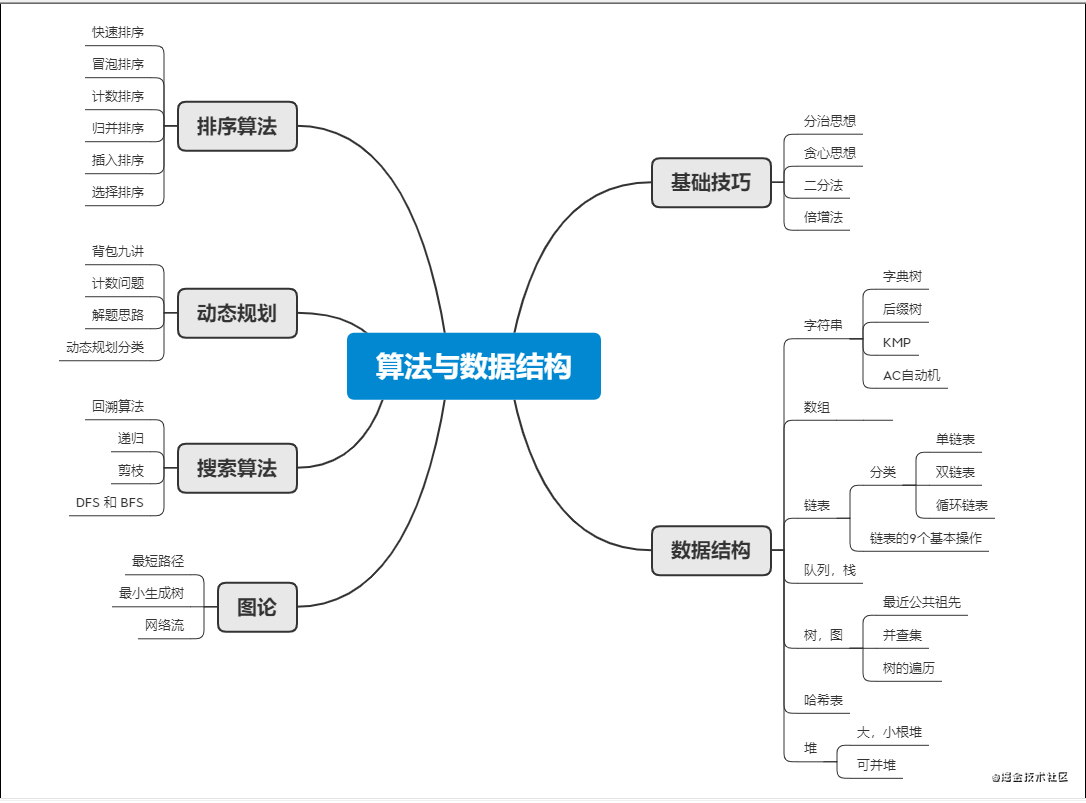 算法与数据结构
排序算法
快速排序
冒泡排序
计数排序
归并排序
插入排序
选择排序
动态规划
背包九讲
计数问题
解题思路
动态规划分类
搜索算法
回溯算法
递归
剪枝
DFS 和 BFS
图论
最短路径
最小生成树
网络流
基础技巧
分治思想
贪心思想
二分法
倍增法
数据结构
字符串
字典树
后缀树
KMP
AC自动机
数组
链表
分类
单链表
双链表
循环链表
链表的9个基本操作
队列，栈
树，图
最近公共祖先
并查集
树的遍历
哈希表
堆
大，小根堆
可并堆
@掘金技术社区